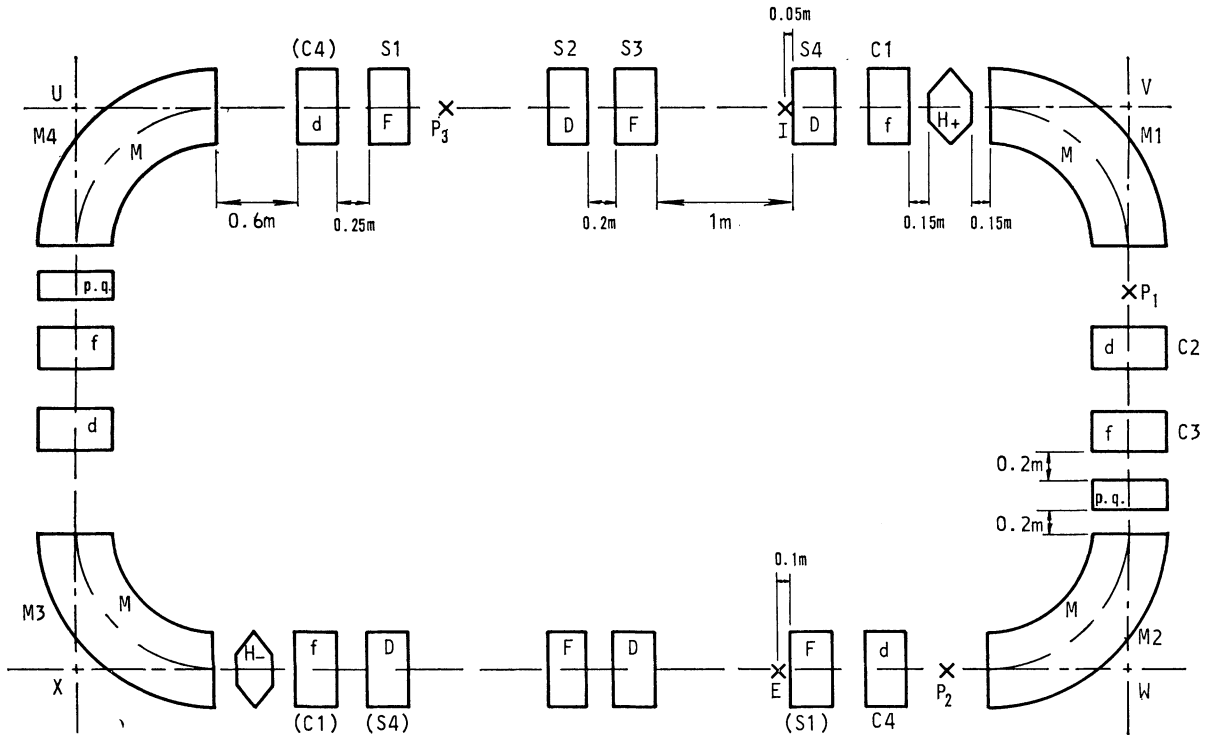 0.05m
(C4) S1 S2 S3 S4 C1
U V
M4 M1
M d F P3 D F I D f H+ M
0.6m 0.25m 0.2m 1m 0.15m 0.15m
p.q. P1
f d C2
d f C3
0.2m
p.q.
0.2m
0.1m
M3 M M M2
H- f D F D F d
X E P2 W
(C1) (S4) (S1) C4